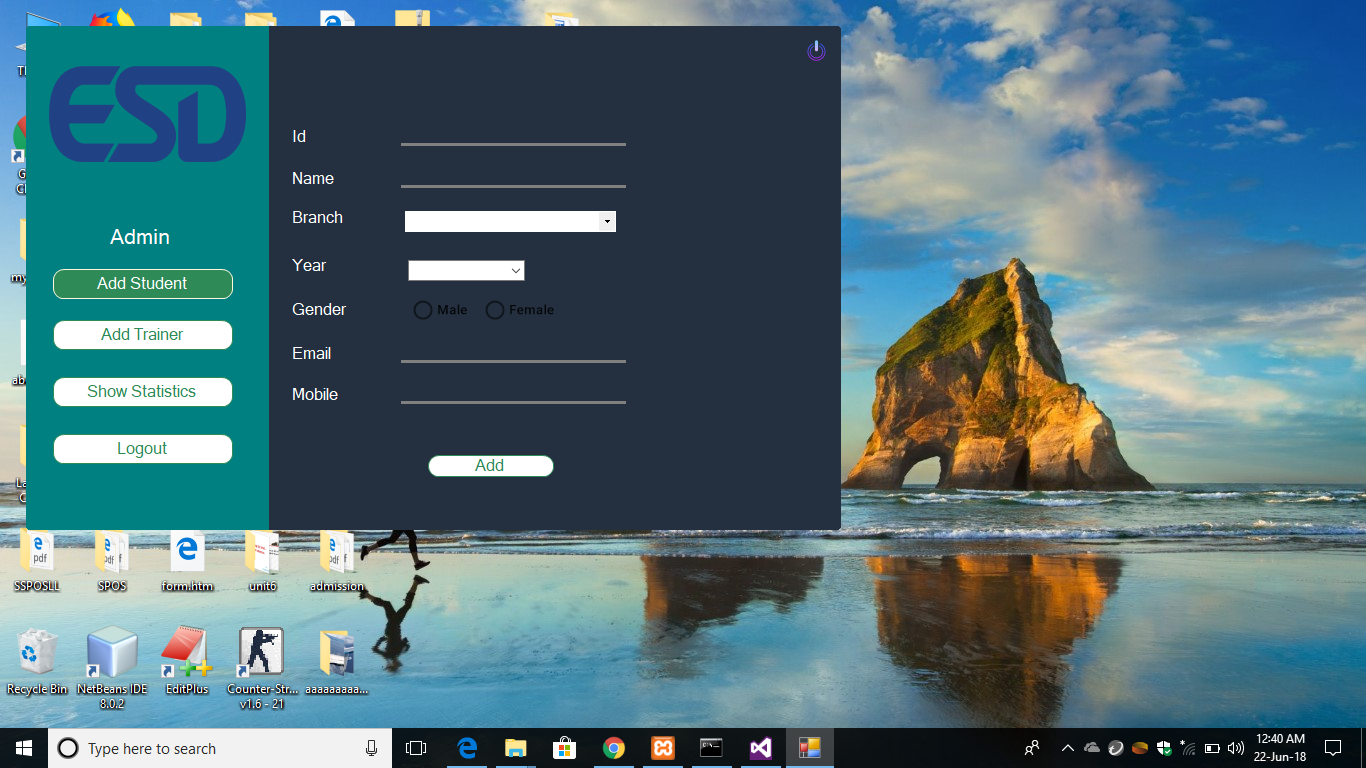 ESD
Admin
Add Student
Add Trainer
Show Statistics
Logout
Id
Name
Branch
Year
Gender
Male
Female
Email
Mobile
Add
pdf
SSPOSLL
SPOS
form.htm
unit6
admission
Recycle Bin
NetBeans IDE
8.0.2
EditPlus
Counter-Str...
v1.6 - 21
aaaaaaaaa...
Type here to search
12:40 AM
22-Jun-18